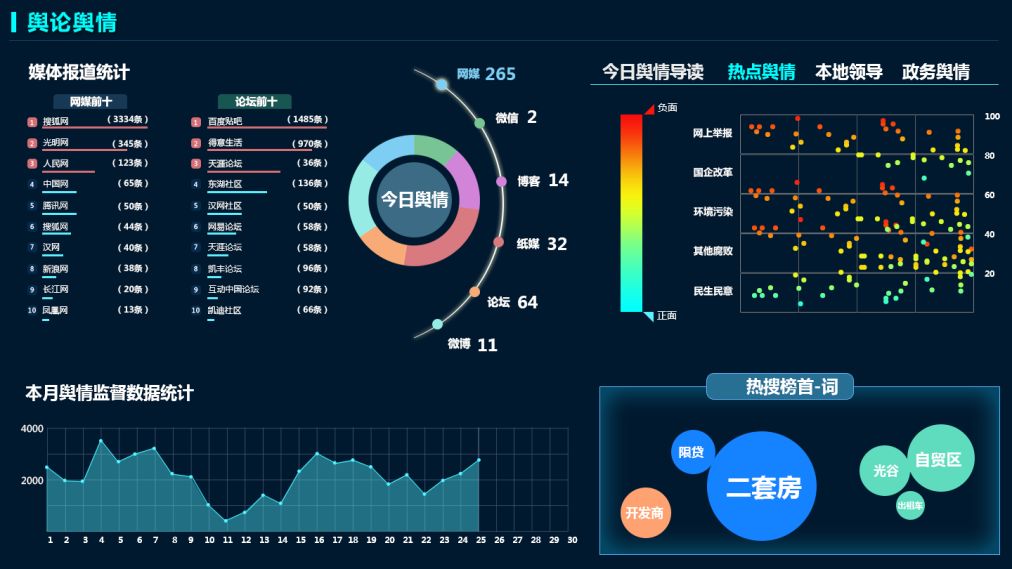 舆论舆情
媒体报道统计
网媒前十
1 搜狐网 (3334条)
2 光明网 (345条)
3 人民网 (123条)
4 中国网 (65条)
5 腾讯网 (50条)
6 搜狐网 (44条)
7 汉网 (40条)
8 新浪网 (38条)
9 长江网 (20条)
10 凤凰网 (13条)
论坛前十
1 百度贴吧 (1485条)
2 得意生活 (970条)
3 天涯论坛 (36条)
4 东湖社区 (136条)
5 汉网社区 (50条)
6 网易论坛 (58条)
7 天涯论坛 (58条)
8 凯丰论坛 (96条)
9 互动中国论坛 (92条)
10 凯迪社区 (66条)
今日舆情
网媒 265
微信 2
博客 14
纸媒 32
论坛 64
微博 11
今日舆情导读 热点舆情 本地领导 政务舆情
负面
正面
网上举报
国企改革
环境污染
其他腐败
民生民意
100
80
60
40
20
本月舆情监督数据统计
4000
2000
1 2 3 4 5 6 7 8 9 10 11 12 13 14 15 16 17 18 19 20 21 22 23 24 25 26 27 28 29 30
热搜榜首-词
限贷
二套房
开发商
光谷
自贸区
出租车